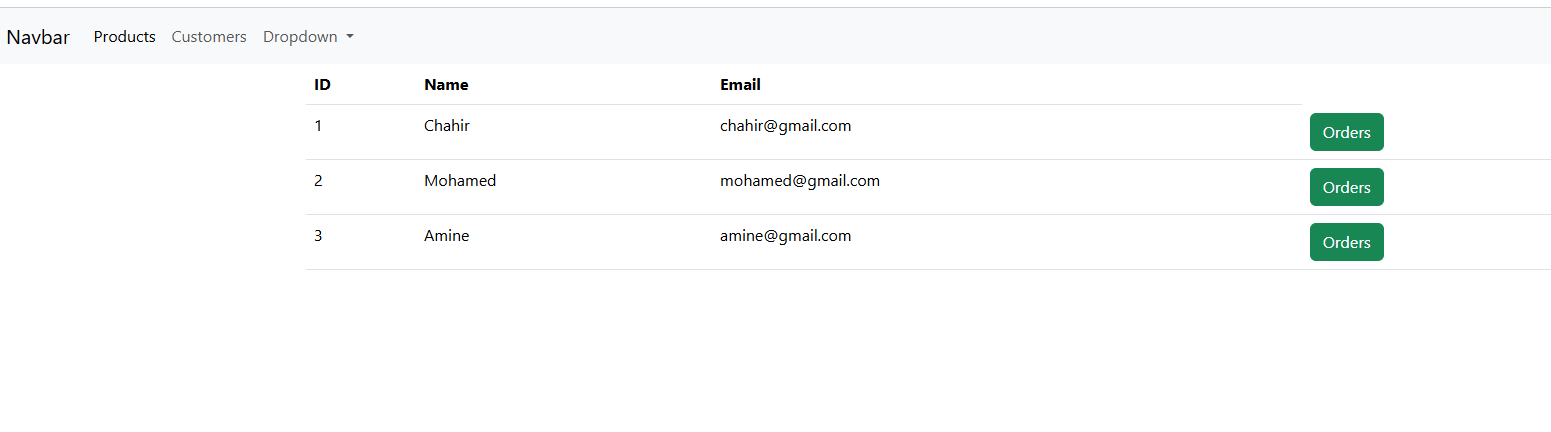 Navbar Products Customers Dropdown
ID Name Email
1 Chahir chahir@gmail.com Orders
2 Mohamed mohamed@gmail.com Orders
3 Amine amine@gmail.com Orders